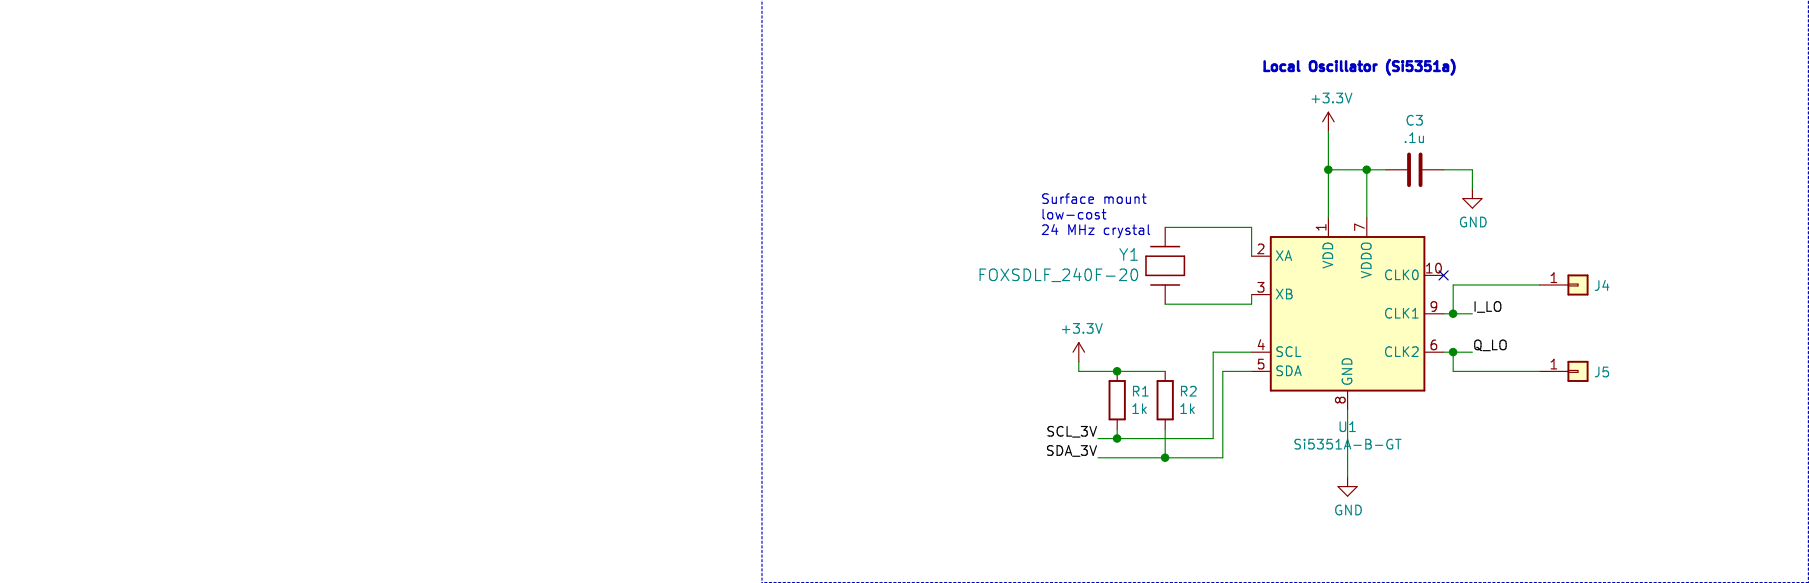 Local Oscillator (Si5351a)
+3.3V
C3
.1u
GND
Surface mount
low-cost
24 MHz crystal
Y1
FOXSDLF_240F-20
1
7
VDD
VDDO
2
XA
3
XB
4
SCL
5
SDA
CLK0
10
CLK1
9
CLK2
6
GND
8
1
J4
I_LO
Q_LO
1
J5
+3.3V
R1
1k
R2
1k
SCL_3V
SDA_3V
U1
Si5351A-B-GT
GND